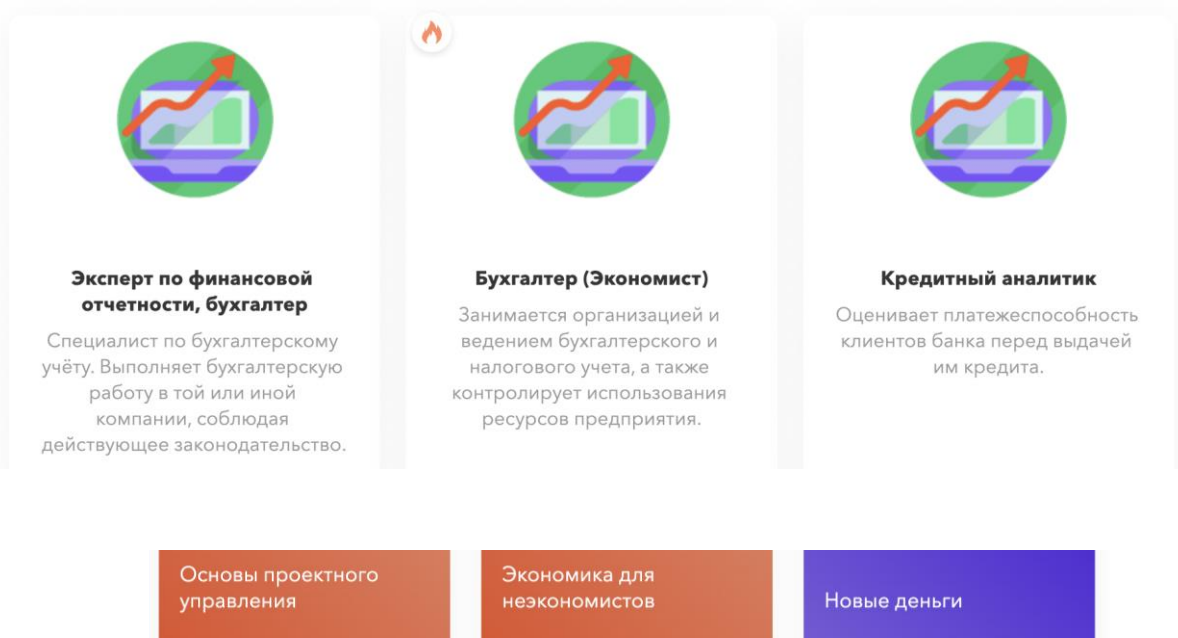 Эксперт по финансовой
отчетности, бухгалтер
Специалист по бухгалтерскому
учёту. Выполняет бухгалтерскую
работу в той или иной
компании, соблюдая
действующее законодательство.
Бухгалтер (Экономист)
Занимается организацией и
ведением бухгалтерского и
налогового учета, а также
контролирует использования
ресурсов предприятия.
Кредитный аналитик
Оценивает платежеспособность
клиентов банка перед выдачей
им кредита.
Основы проектного
управления
Экономика для
неэкономистов
Новые деньги